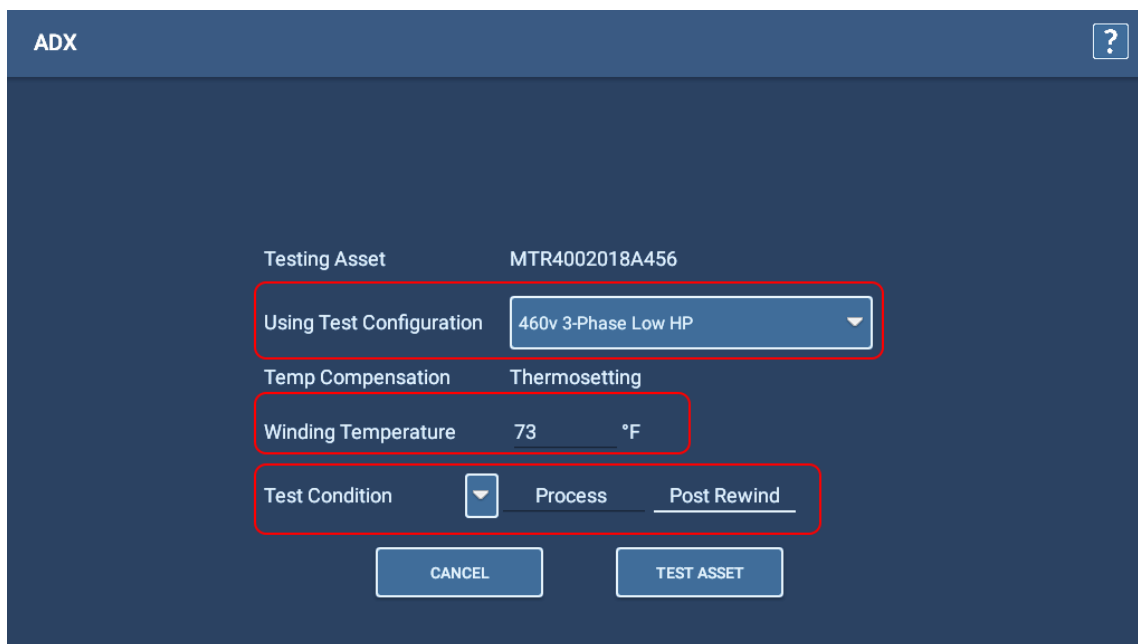 ADX ?
Testing Asset MTR4002018A456
Using Test Configuration 460v 3-Phase Low HP
Temp Compensation Thermosetting
Winding Temperature 73 °F
Test Condition Process Post Rewind
CANCEL TEST ASSET